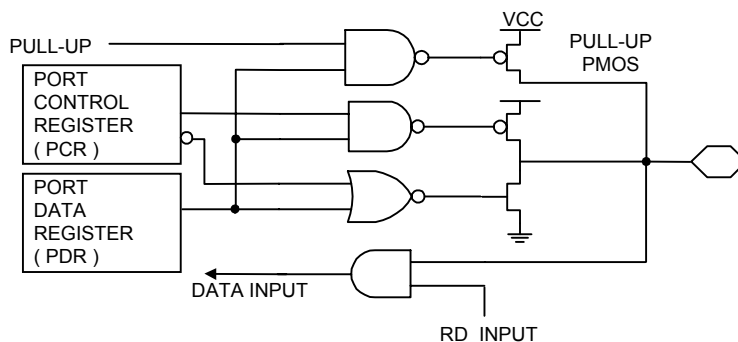 VCC
PULL-UP
PULL-UP
PMOS
PORT
CONTROL
REGISTER
( PCR )
PORT
DATA
REGISTER
( PDR )
DATA INPUT
RD INPUT